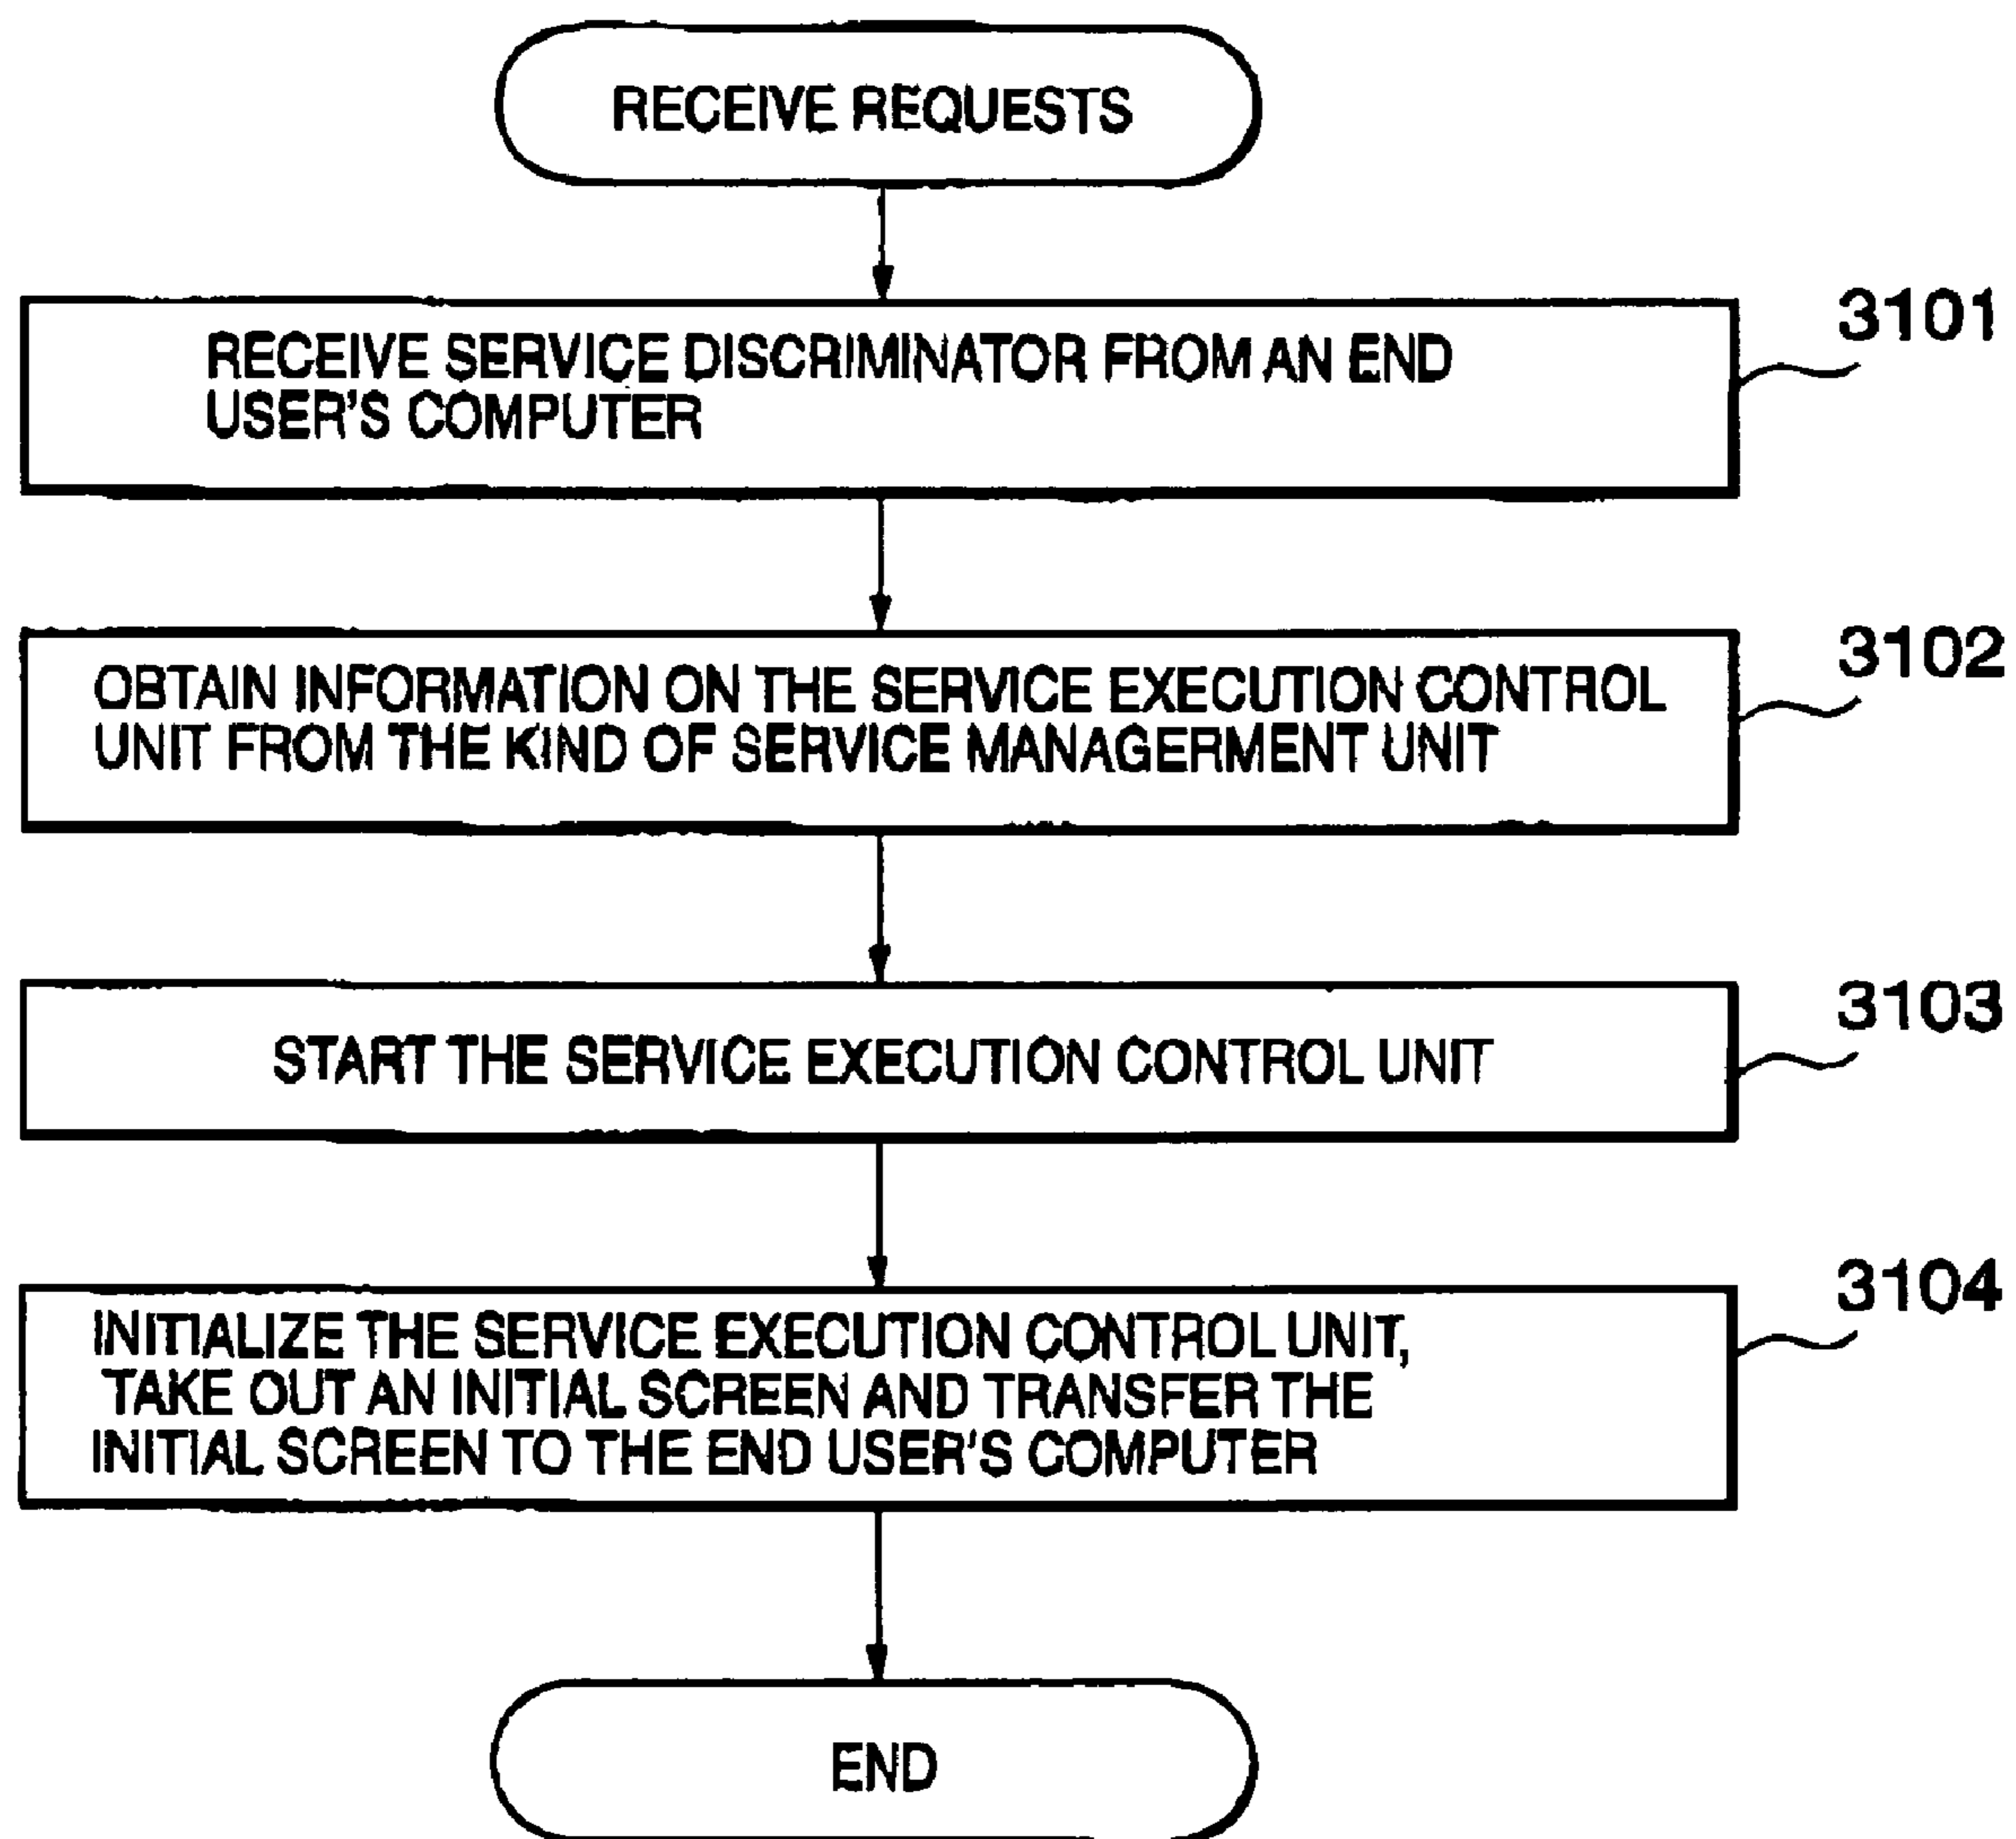 RECEIVE REQUESTS
3101
RECEIVE SERVICE DISCRIMINATOR FROM AN END
USER'S COMPUTER
3102
OBTAIN INFORMATION ON THE SERVICE EXECUTION CONTROL
UNIT FROM THE KIND OF SERVICE MANAGERMENT UNIT
3103
START THE SERVICE EXECUTION CONTROL UNIT
3104
INITIALIZE THE SERVICE EXECUTION CONTROL UNIT,
TAKE OUT AN INITIAL SCREEN AND TRANSFER THE
INITIAL SCREEN TO THE END USER'S COMPUTER
END